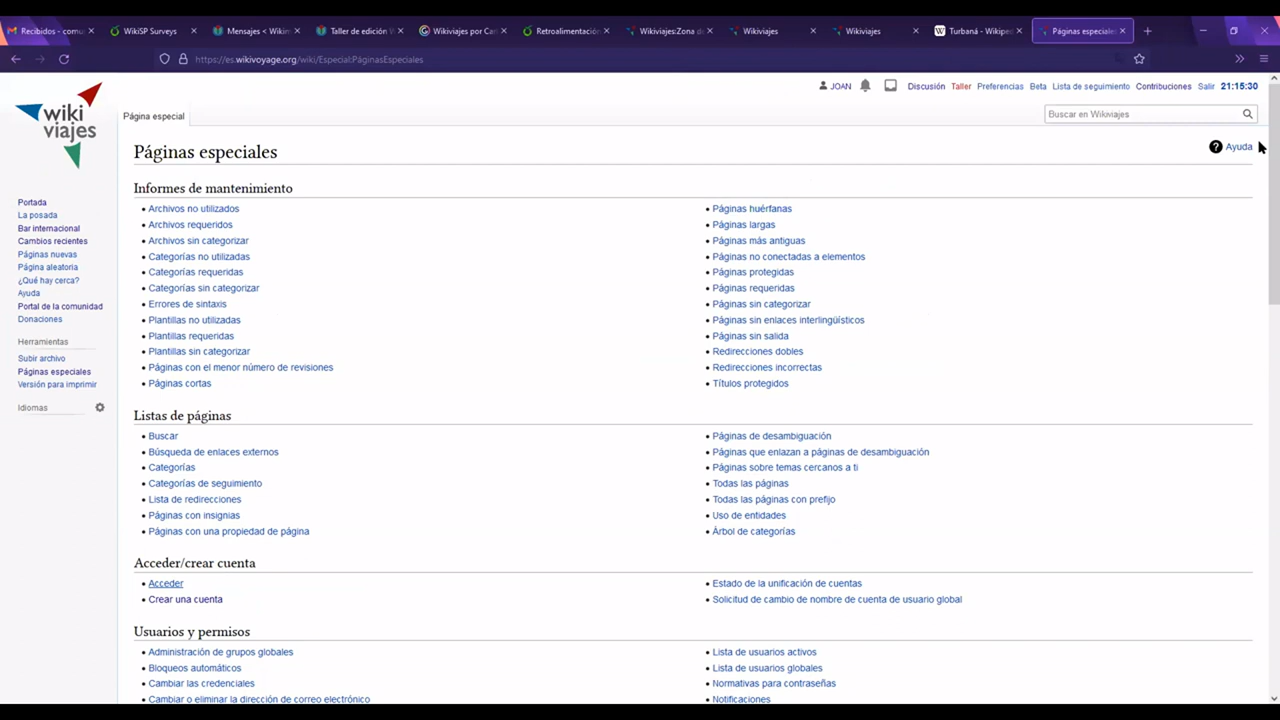 Recibidos - comu
WikiSP Surveys
Mensajes < Wikim
Taller de edición W
Wikiviajes por Car
Retroalimentación
Wikiviajes:Zona de
Wikiviajes
Wikiviajes
Turbaná - Wikipe
Páginas especiales
https://es.wikivoyage.org/wiki/Especial:PáginasEspeciales
wiki
viajes
JOAN Discusión Taller Preferencias Beta Lista de seguimiento Contribuciones Salir 21:15:30
Página especial
Buscar en Wikiviajes
Páginas especiales
Ayuda
Portada
La posada
Bar internacional
Cambios recientes
Páginas nuevas
Página aleatoria
¿Qué hay cerca?
Ayuda
Portal de la comunidad
Donaciones
Herramientas
Subir archivo
Páginas especiales
Versión para imprimir
Idiomas
Informes de mantenimiento
Archivos no utilizados
Archivos requeridos
Archivos sin categorizar
Categorías no utilizadas
Categorías requeridas
Categorías sin categorizar
Errores de sintaxis
Plantillas no utilizadas
Plantillas requeridas
Plantillas sin categorizar
Páginas con el menor número de revisiones
Páginas cortas
Páginas huérfanas
Páginas largas
Páginas más antiguas
Páginas no conectadas a elementos
Páginas protegidas
Páginas requeridas
Páginas sin categorizar
Páginas sin enlaces interlingüísticos
Páginas sin salida
Redirecciones dobles
Redirecciones incorrectas
Títulos protegidos
Listas de páginas
Buscar
Búsqueda de enlaces externos
Categorías
Categorías de seguimiento
Lista de redirecciones
Páginas con insignias
Páginas con una propiedad de página
Páginas de desambiguación
Páginas que enlazan a páginas de desambiguación
Páginas sobre temas cercanos a ti
Todas las páginas
Todas las páginas con prefijo
Uso de entidades
Árbol de categorías
Acceder/crear cuenta
Acceder
Crear una cuenta
Estado de la unificación de cuentas
Solicitud de cambio de nombre de cuenta de usuario global
Usuarios y permisos
Administración de grupos globales
Bloqueos automáticos
Cambiar las credenciales
Cambiar o eliminar la dirección de correo electrónico
Lista de usuarios activos
Lista de usuarios globales
Normativas para contraseñas
Notificaciones